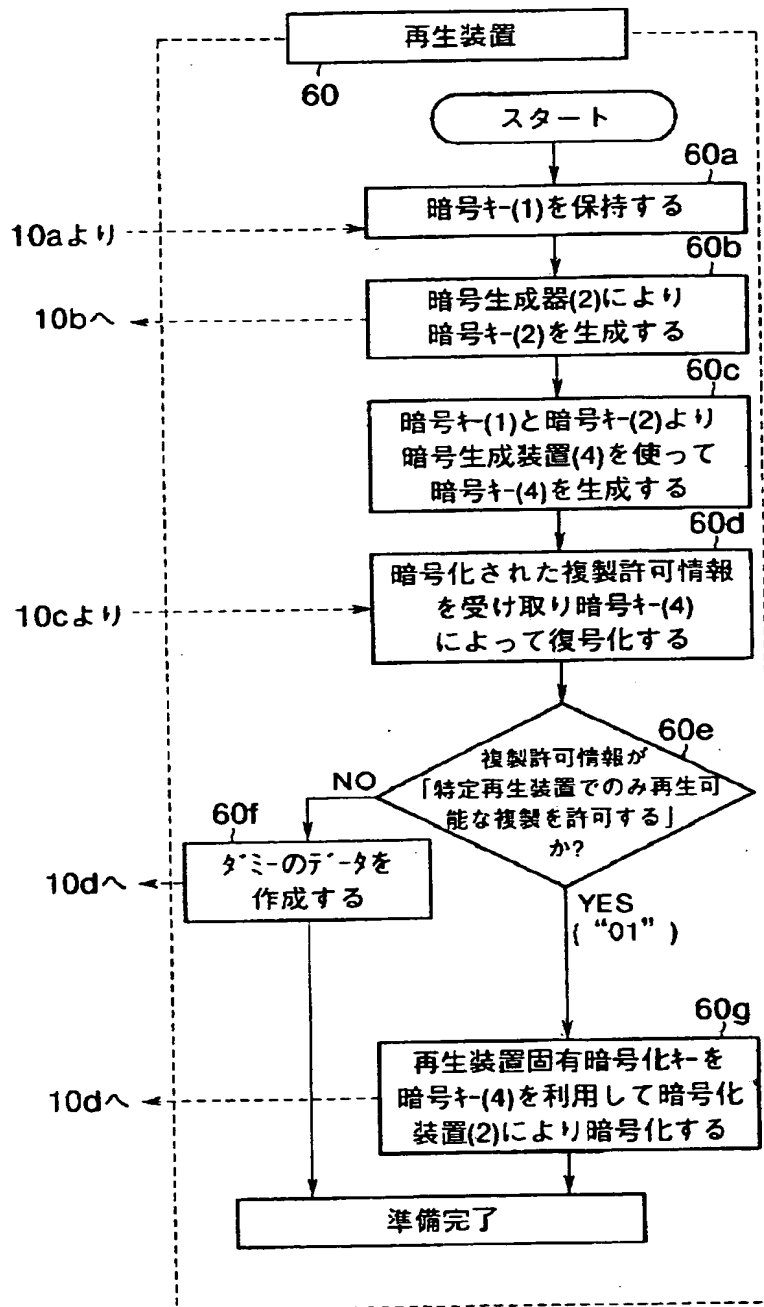 再生装置
60
スタート
60a
暗号ｷｰ(1)を保持する
10aより
60b
暗号生成器(2)により
暗号ｷｰ(2)を生成する
10bへ
60c
暗号ｷｰ(1)と暗号ｷｰ(2)より
暗号生成装置(4)を使って
暗号ｷｰ(4)を生成する
60d
暗号化された複製許可情報
を受け取り暗号ｷｰ(4)
によって復号化する
10cより
60e
複製許可情報が
「特定再生装置でのみ再生可
能な複製を許可する」
か?
NO
60f
ﾀﾞﾐｰのﾃﾞｰﾀを
作成する
10dへ
YES
( “01” )
60g
再生装置固有暗号化ｷｰを
暗号ｷｰ(4)を利用して暗号化
装置(2)により暗号化する
10dへ
準備完了